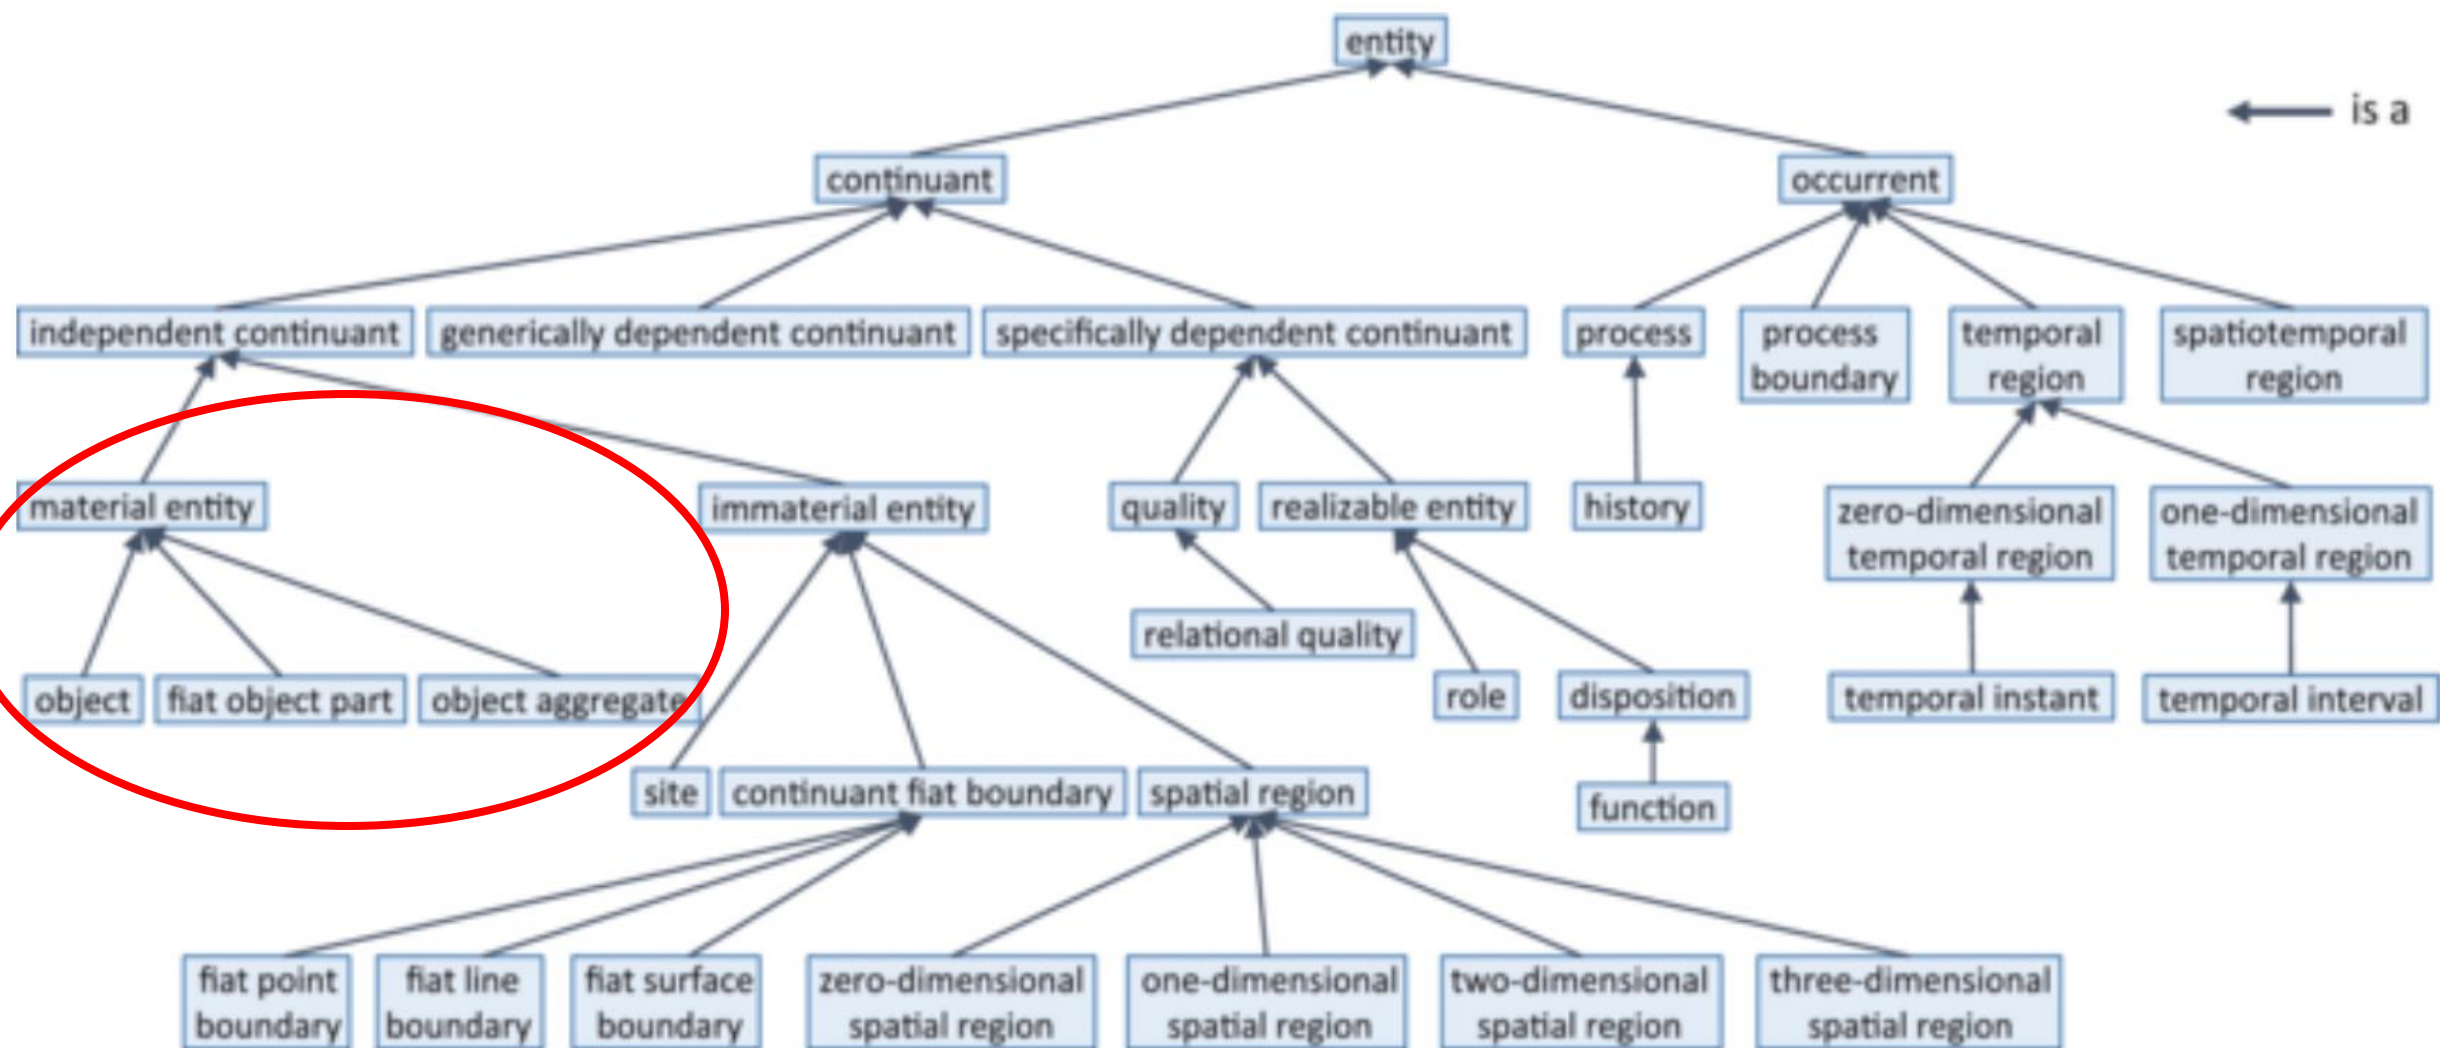 entity
is a
continuant
occurrent
independent continuant
generically dependent continuant
specifically dependent continuant
process
process
boundary
temporal
region
spatiotemporal
region
material entity
immaterial entity
quality
realizable entity
history
zero-dimensional
temporal region
one-dimensional
temporal region
relational quality
object
fiat object part
object aggregate
role
disposition
temporal instant
temporal interval
site
continuant fiat boundary
spatial region
function
fiat point
boundary
fiat line
boundary
fiat surface
boundary
zero-dimensional
spatial region
one-dimensional
spatial region
two-dimensional
spatial region
three-dimensional
spatial region